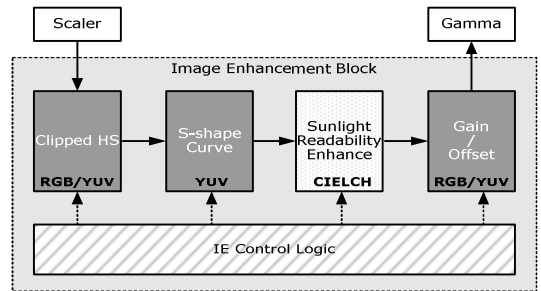 Scaler
Gamma
Image Enhancement Block
Clipped HS
RGB/YUV
S-shape
Curve
YUV
Sunlight
Readability
Enhance
CIELCH
Gain
/
Offset
RGB/YUV
IE Control Logic